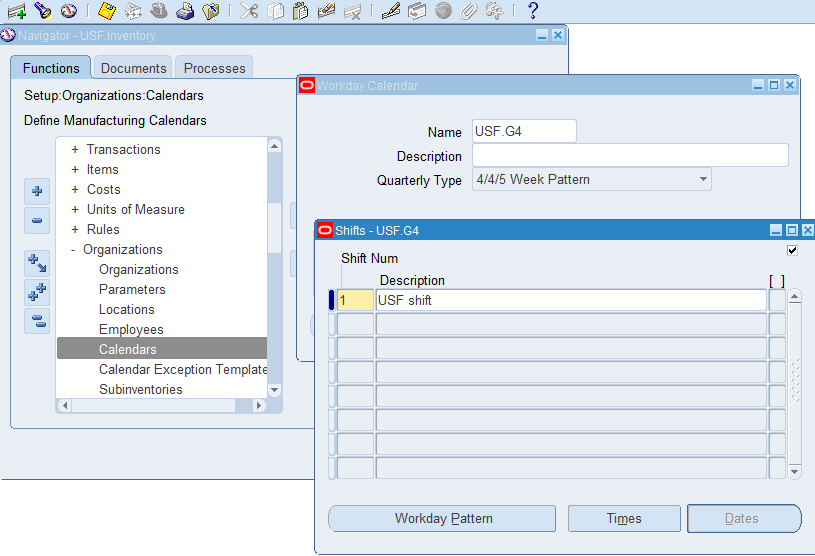 Navigator - USF.Inventory
Functions
Documents
Processes
Setup:Organizations:Calendars
Define Manufacturing Calendars
+ Transactions
+ Items
+ Costs
+ Units of Measure
+ Rules
- Organizations
Organizations
Parameters
Locations
Employees
Calendars
Calendar Exception Template
Subinventories
Workday Calendar
Name USF.G4
Description
Quarterly Type 4/4/5 Week Pattern
Shifts - USF.G4
Shift Num
Description [ ]
1 USF shift
Workday Pattern
Times
Dates